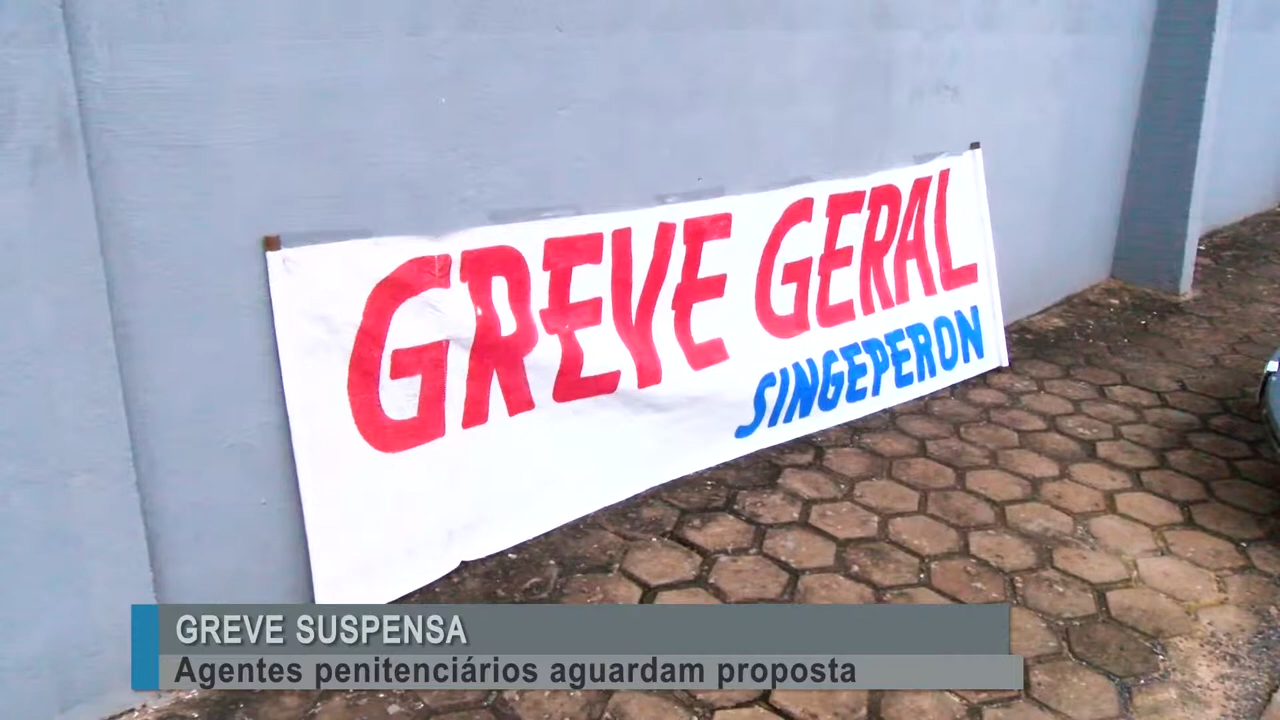 GREVE GERAL
SINGEPERON
GREVE SUSPENSA
Agentes penitenciários aguardam proposta